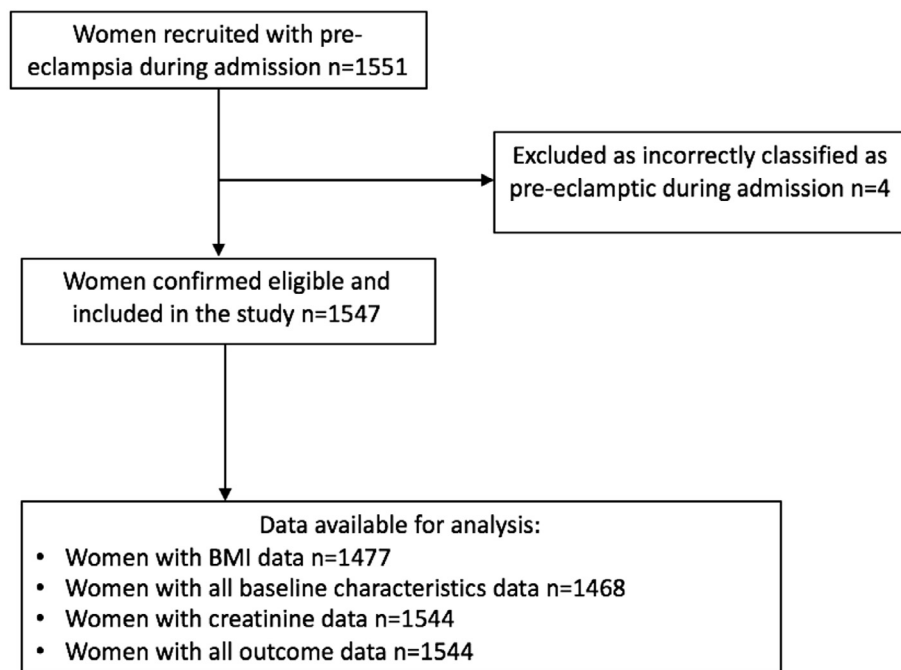 Women recruited with pre-
eclampsia during admission n=1551
Excluded as incorrectly classified as
pre-eclamptic during admission n=4
Women confirmed eligible and
included in the study n=1547
Data available for analysis:
• Women with BMI data n=1477
• Women with all baseline characteristics data n=1468
• Women with creatinine data n=1544
• Women with all outcome data n=1544